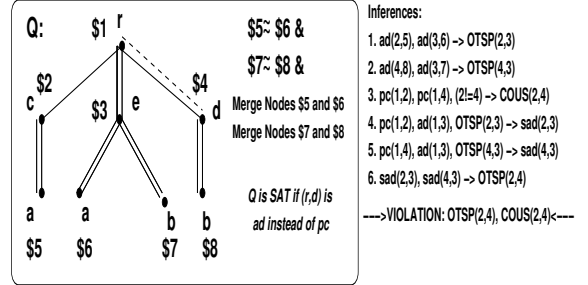 Q:
$1
r
$5 ≈ $6 &
$7 ≈ $8 &
$2
$4
c
$3
e
d
Merge Nodes $5 and $6
Merge Nodes $7 and $8
Q is SAT if (r,d) is
ad instead of pc
a
a
b
b
$5
$6
$7
$8
Inferences:
1. ad(2,5), ad(3,6) –> OTSP(2,3)
2. ad(4,8), ad(3,7) –> OTSP(4,3)
3. pc(1,2), pc(1,4), (2!=4) –> COUS(2,4)
4. pc(1,2), ad(1,3), OTSP(2,3) –> sad(2,3)
5. pc(1,4), ad(1,3), OTSP(4,3) –> sad(4,3)
6. sad(2,3), sad(4,3) –> OTSP(2,4)
––->VIOLATION: OTSP(2,4), COUS(2,4)<–––